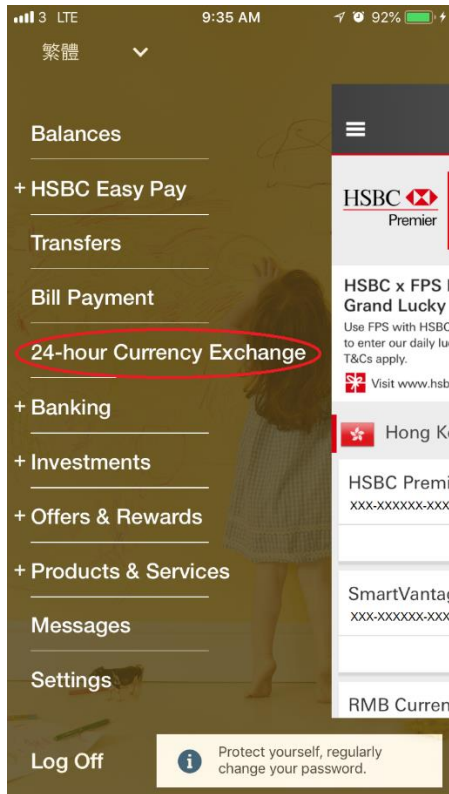 3 LTE 9:35 AM 92%
繁體
Balances
+ HSBC Easy Pay
Transfers
Bill Payment
24-hour Currency Exchange
+ Banking
+ Investments
+ Offers & Rewards
+ Products & Services
Messages
Settings
Log Off
HSBC
Premier
HSBC x FPS
Grand Lucky
Use FPS with HSBC
to enter our daily lu
T&Cs apply.
Visit www.hsb
Hong K
HSBC Premi
XXX-XXXXXX-XXX
SmartVantag
XXX-XXXXXX-XXX
RMB Curren
Protect yourself, regularly
change your password.